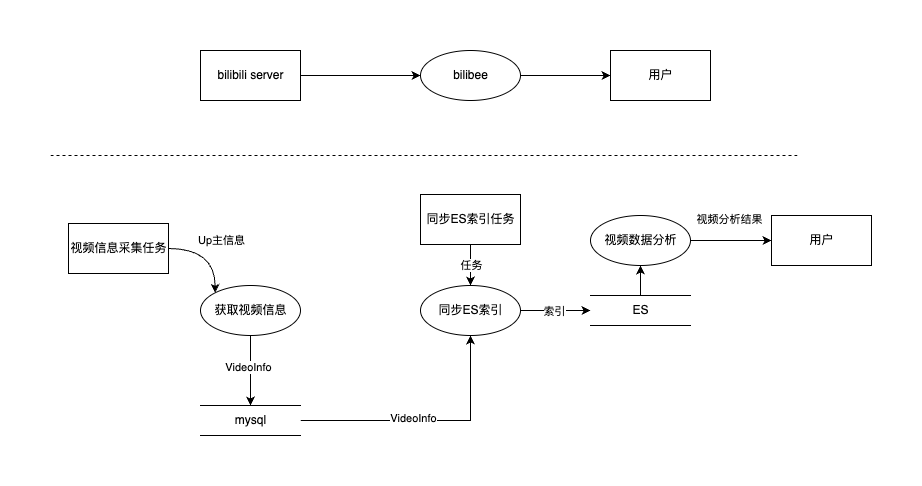 bilibili server
bilibee
用户
视频信息采集任务
Up主信息
同步ES索引任务
视频数据分析
视频分析结果
用户
任务
获取视频信息
同步ES索引
索引
ES
VideoInfo
mysql
VideoInfo